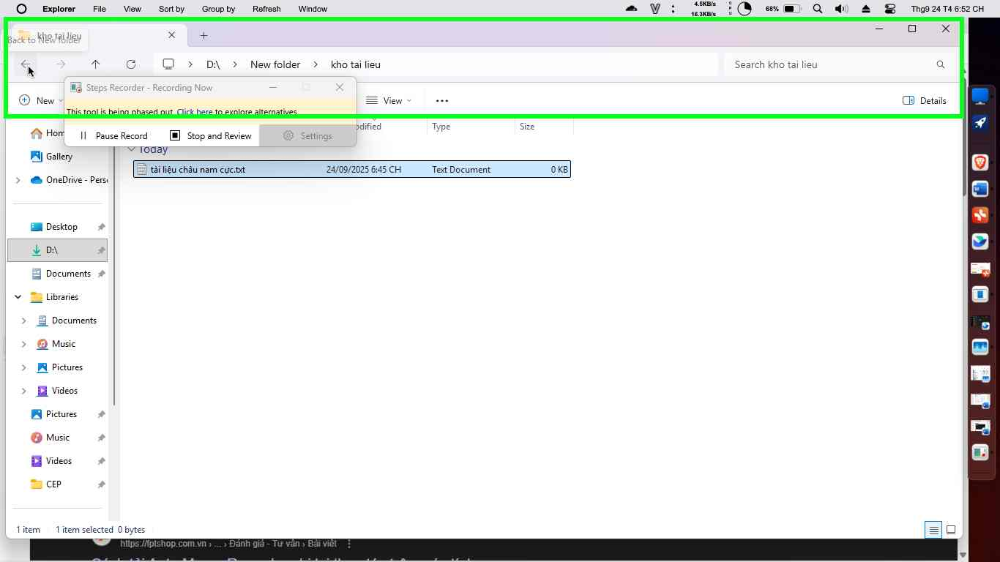 Explorer File View Sort by Group by Refresh Window 4.5KB/s 16.3KB/s CPU 68% Thg9 24 T4 6:52 CH
kho tai lieu
Back to New folder
D:\ New folder kho tai lieu Search kho tai lieu
Steps Recorder - Recording Now
New View ••• Details
This tool is being phased out. Click here to explore alternatives.
Pause Record Stop and Review Settings
Type Size
Gallery
Today
OneDrive - Pers
tài liệu châu nam cực.txt 24/09/2025 6:45 CH Text Document 0 KB
Desktop
D:\
Documents
Libraries
Documents
Music
Pictures
Videos
Pictures
Music
Videos
CEP
1 item 1 item selected 0 bytes
https://fptshop.com.vn › ... › Đánh giá - Tư vấn › Bài viết